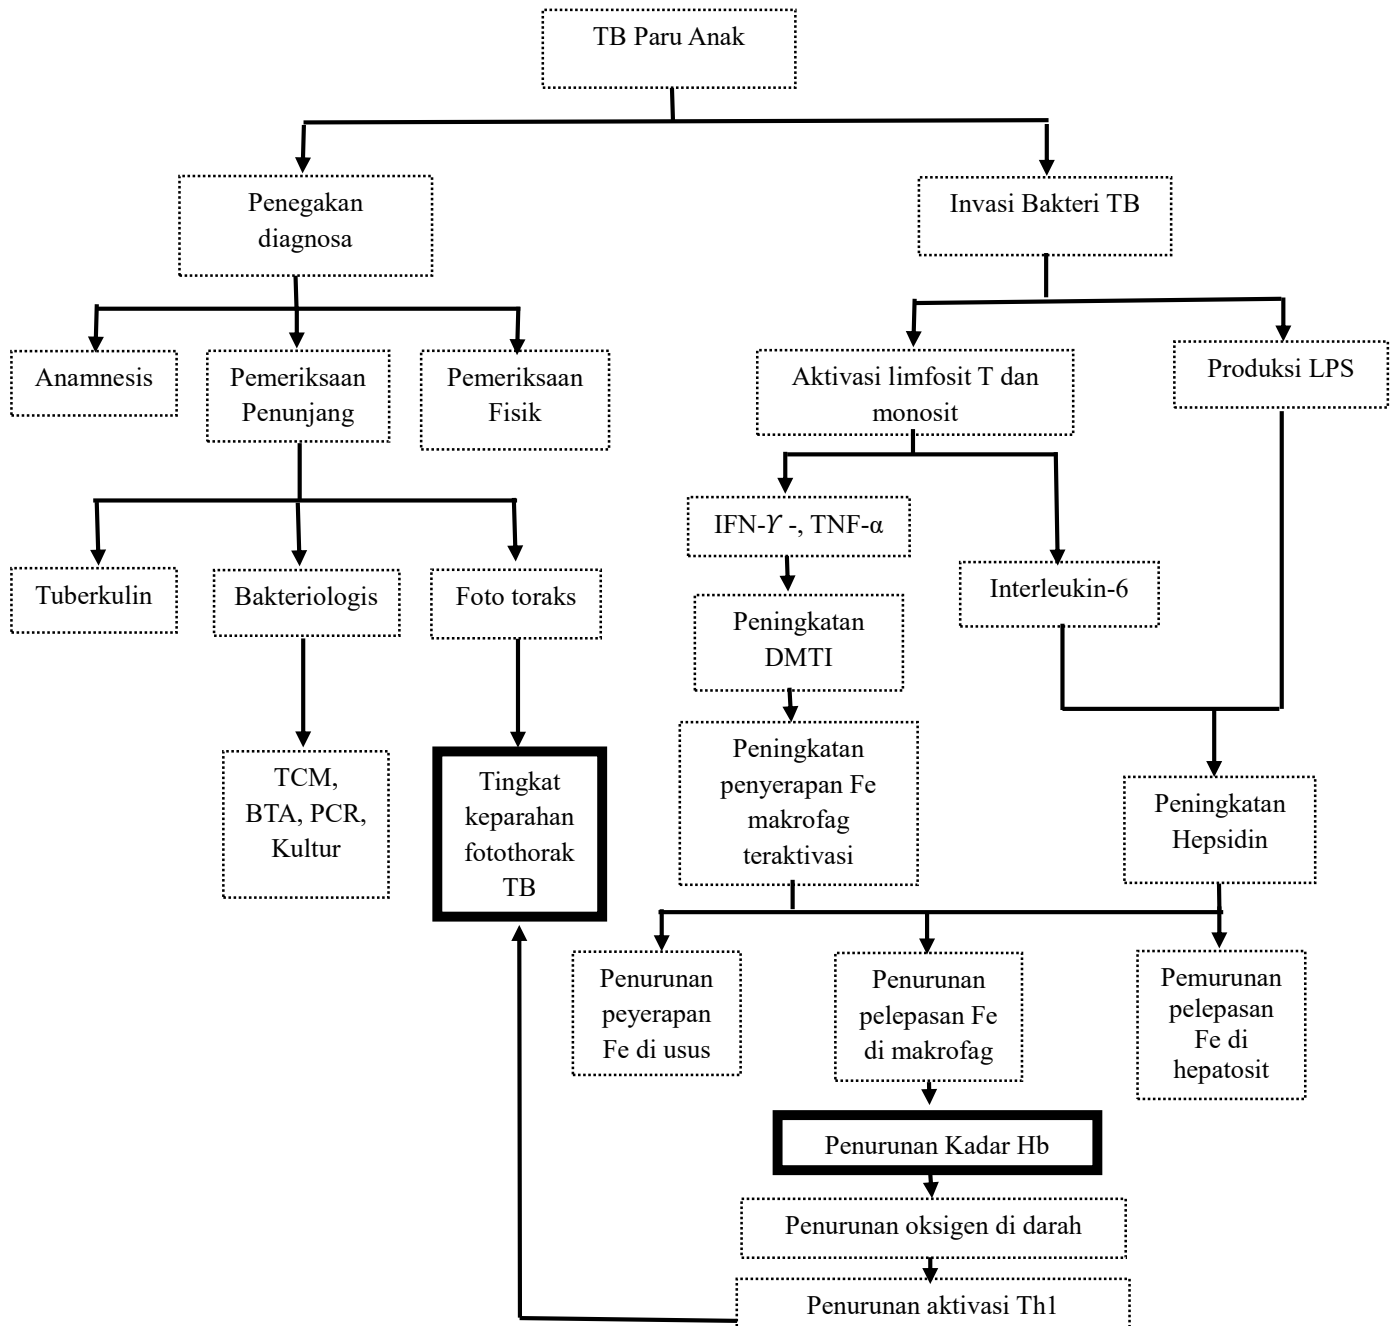 TB Paru Anak
Penegakan
diagnosa
Invasi Bakteri TB
Anamnesis
Pemeriksaan
Penunjang
Pemeriksaan
Fisik
Aktivasi limfosit T dan
monosit
Produksi LPS
IFN-ϒ -, TNF-α
Interleukin-6
Tuberkulin
Bakteriologis
Foto toraks
Peningkatan
DMTI
TCM,
BTA, PCR,
Kultur
Tingkat
keparahan
fotothorak
TB
Peningkatan
penyerapan Fe
makrofag
teraktivasi
Peningkatan
Hepsidin
Penurunan
peyerapan
Fe di usus
Penurunan
pelepasan Fe
di makrofag
Pemurunan
pelepasan
Fe di
hepatosit
Penurunan Kadar Hb
Penurunan oksigen di darah
Penurunan aktivasi Th1